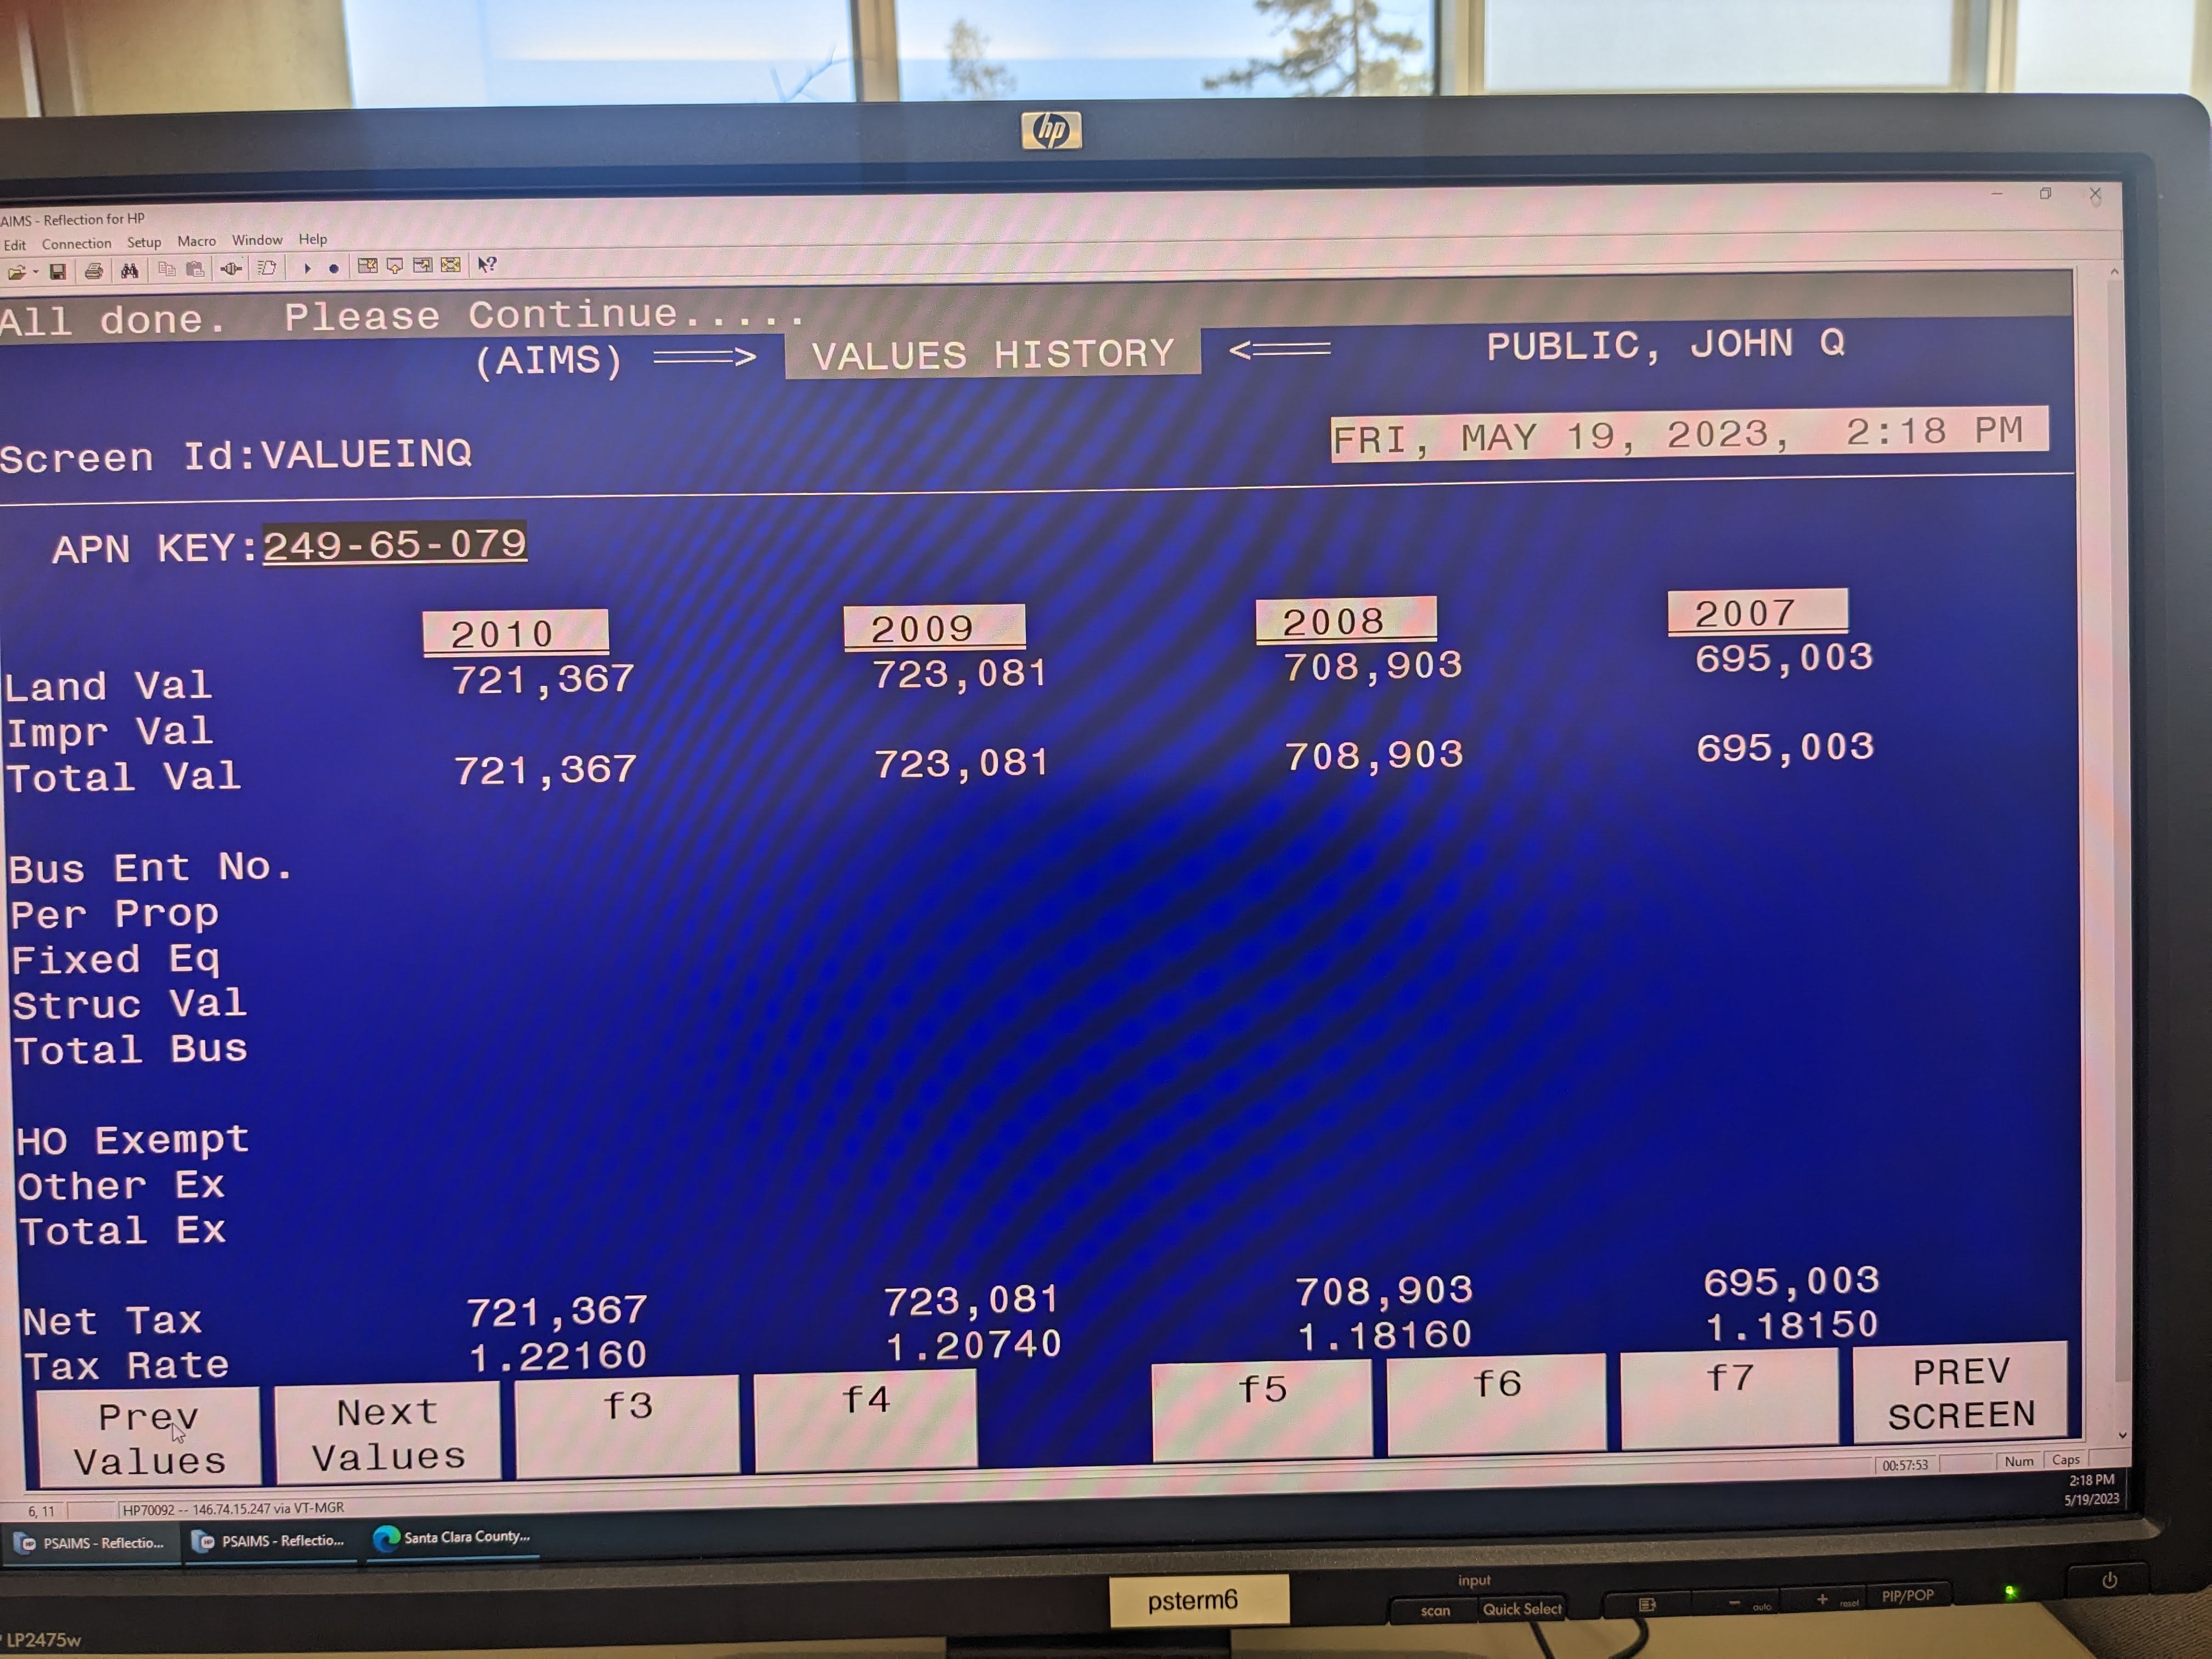 hp
AIMS - Reflection for HP
Edit Connection Setup Macro Window Help
All done. Please Continue.....
(AIMS) ===> VALUES HISTORY <=== PUBLIC, JOHN Q
Screen Id:VALUEINQ FRI, MAY 19, 2023, 2:18 PM
APN KEY:249-65-079
2010 2009 2008 2007
Land Val 721,367 723,081 708,903 695,003
Impr Val
Total Val 721,367 723,081 708,903 695,003
Bus Ent No.
Per Prop
Fixed Eq
Struc Val
Total Bus
HO Exempt
Other Ex
Total Ex
Net Tax 721,367 723,081 708,903 695,003
Tax Rate 1.22160 1.20740 1.18160 1.18150
Prev Values Next Values f3 f4 f5 f6 f7 PREV SCREEN
00:57:53 Num Caps
6, 11 HP70092 -- 146.74.15.247 via VT-MGR
2:18 PM
5/19/2023
PSAIMS - Reflectio... PSAIMS - Reflectio... Santa Clara County...
psterm6
input
scan Quick Select − auto + reset PIP/POP
LP2475w